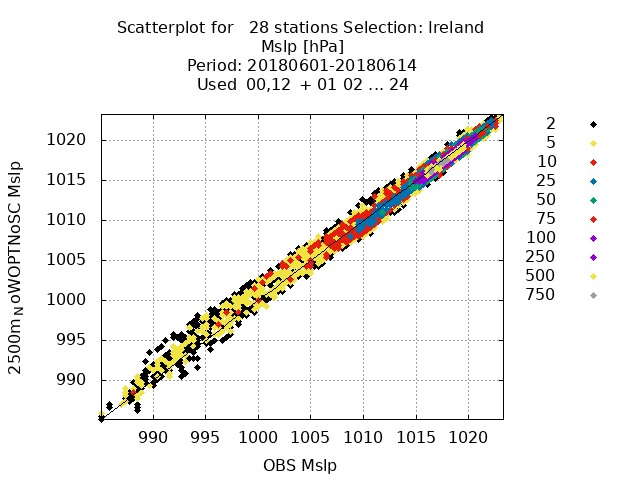 Scatterplot for 28 stations Selection: Ireland
Mslp [hPa]
Period: 20180601-20180614
Used 00,12 + 01 02 ... 24
2500m NoWOPTNoSC Mslp
1020
1015
1010
1005
1000
995
990
990 995 1000 1005 1010 1015 1020
OBS Mslp
2
5
10
25
50
75
100
250
500
750